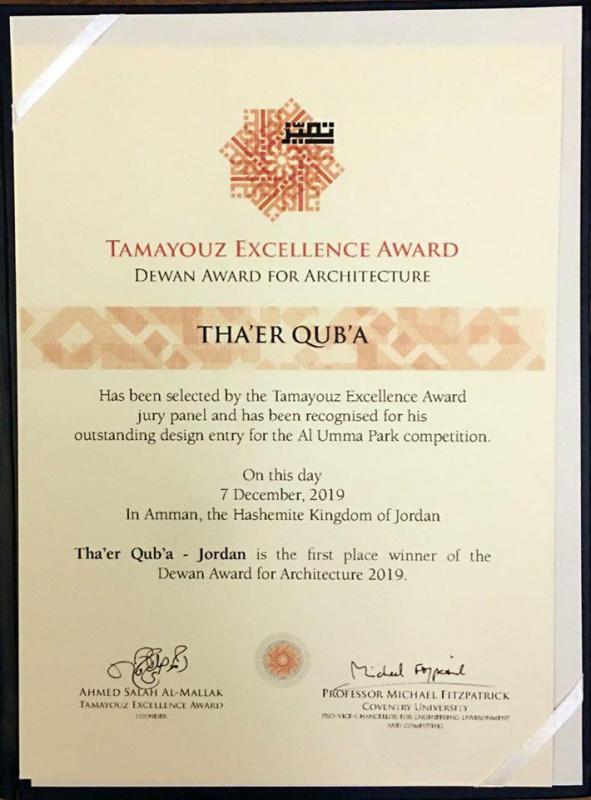 تميّز
TAMAYOUZ EXCELLENCE AWARD
DEWAN AWARD FOR ARCHITECTURE
THA'ER QUB'A
Has been selected by the Tamayouz Excellence Award
jury panel and has been recognised for his
outstanding design entry for the Al Umma Park competition.
On this day
7 December, 2019
In Amman, the Hashemite Kingdom of Jordan
Tha'er Qub'a - Jordan is the first place winner of the
Dewan Award for Architecture 2019.
AHMED SALAH AL-MALLAK
TAMAYOUZ EXCELLENCE AWARD
FOUNDER
PROFESSOR MICHAEL FITZPATRICK
COVENTRY UNIVERSITY
PRO-VICE-CHANCELLOR FOR ENGINEERING ENVIRONMENT
AND COMPUTING